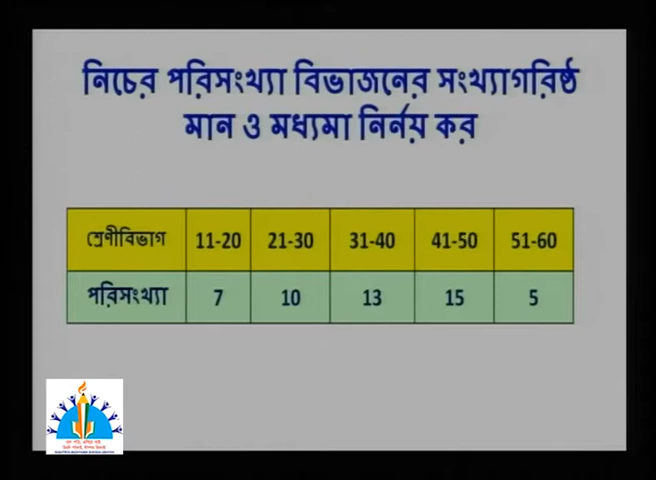 নিচের পরিসংখ্যা বিভাজনের সংখ্যাগরিষ্ঠ
মান ও মধ্যমা নির্নয় কর
শ্রেণীবিভাগ 11-20 21-30 31-40 41-50 51-60
পরিসংখ্যা 7 10 13 15 5